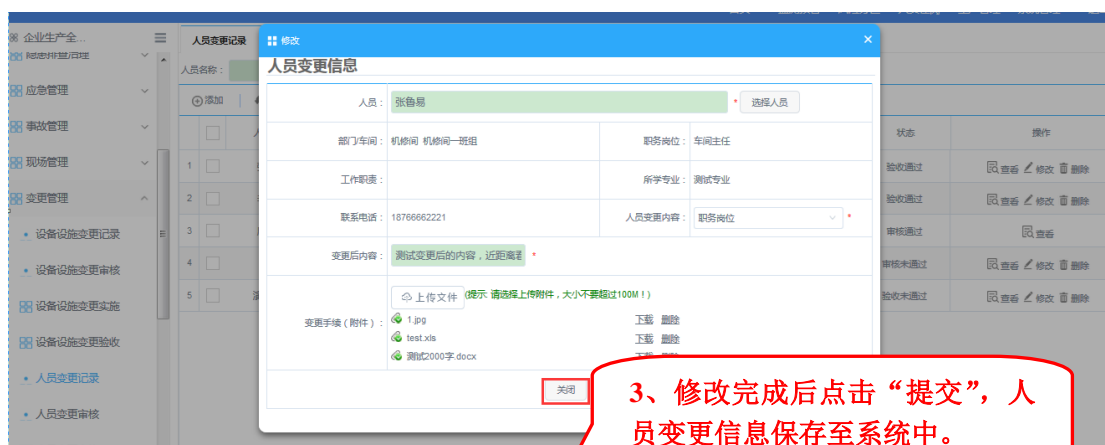 企业生产全...
隐患排查治理
应急管理
事故管理
现场管理
变更管理
设备设施变更记录
设备设施变更审核
设备设施变更实施
设备设施变更验收
人员变更记录
人员变更审核
人员变更记录
人员名称：
添加
状态 操作
1 验收通过 查看 修改 删除
2 验收通过 查看 修改 删除
3 审核通过 查看
4 审核未通过 查看 修改 删除
5 验收未通过 查看 修改 删除
修改 ×
人员变更信息
人员： 张鲁易 * 选择人员
部门/车间： 机修间 机修间一班组 职务岗位： 车间主任
工作职责： 所学专业： 测试专业
联系电话： 18766662221 人员变更内容： 职务岗位 *
变更后内容： 测试变更后的内容，近距离 *
上传文件 (提示: 请选择上传附件，大小不要超过100M！)
变更手续（附件）：
1.jpg 下载 删除
test.xls 下载 删除
测试2000字.docx
关闭
3、修改完成后点击“提交”，人
员变更信息保存至系统中。